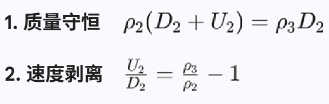 1. 质量守恒 ρ₂(D₂ + U₂) = ρ₃D₂
2. 速度剥离 U₂/D₂ = ρ₃/ρ₂ − 1